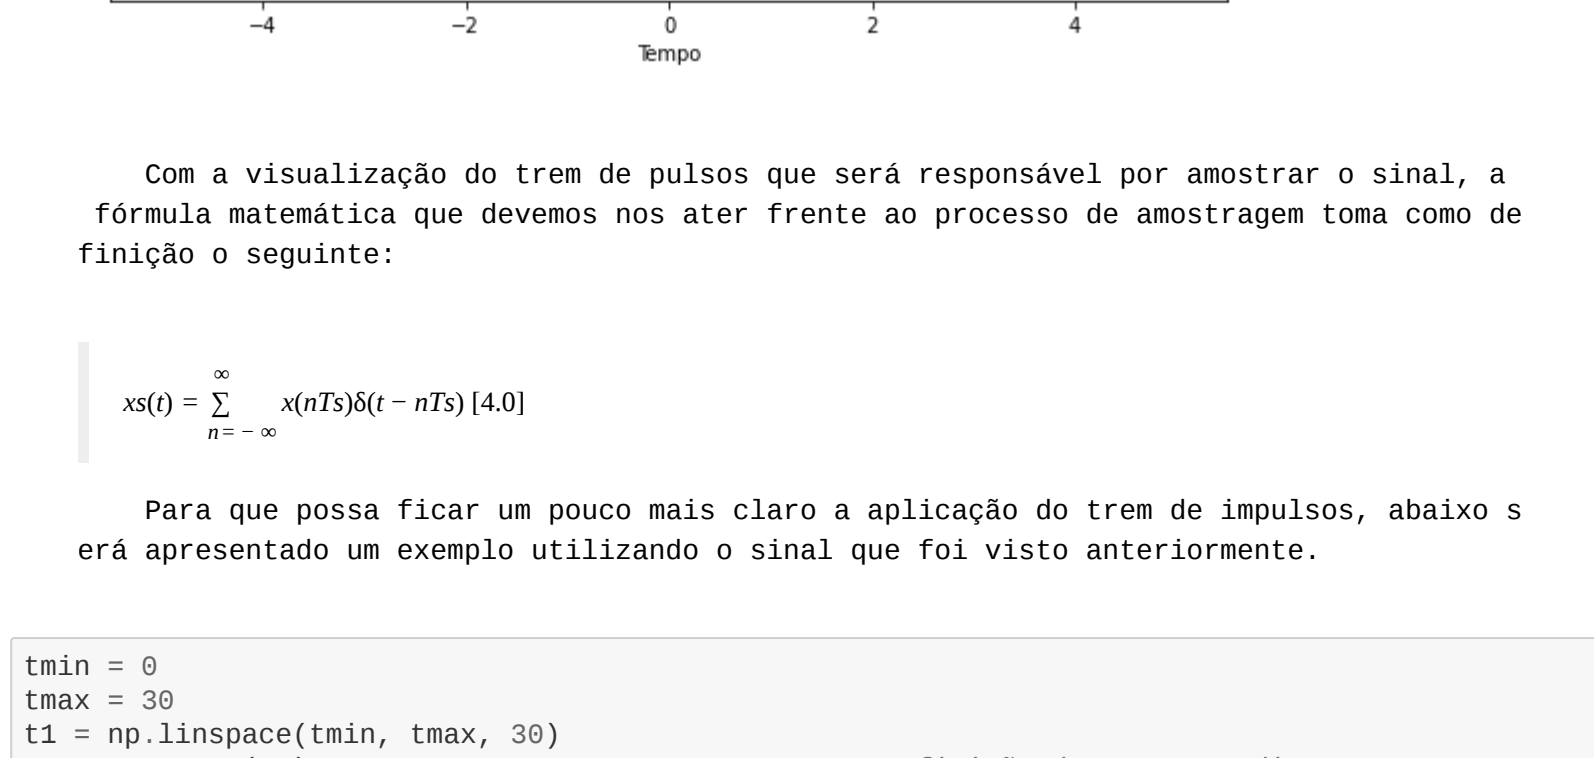 −4 −2 0 2 4
Tempo
Com a visualização do trem de pulsos que será responsável por amostrar o sinal, a
fórmula matemática que devemos nos ater frente ao processo de amostragem toma como de
finição o seguinte:
∞
xs(t) = ∑ x(nTs)δ(t − nTs) [4.0]
n = − ∞
Para que possa ficar um pouco mais claro a aplicação do trem de impulsos, abaixo s
erá apresentado um exemplo utilizando o sinal que foi visto anteriormente.
tmin = 0
tmax = 30
t1 = np.linspace(tmin, tmax, 30)